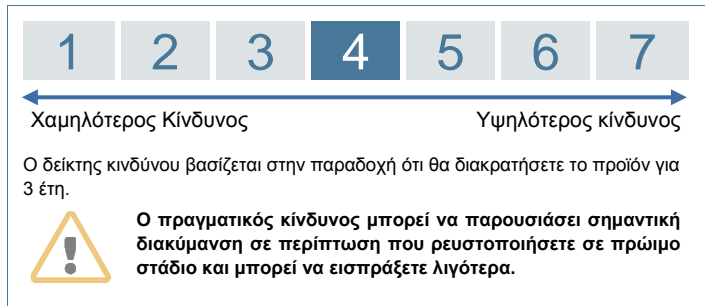 1 2 3 4 5 6 7
Χαμηλότερος Κίνδυνος Υψηλότερος κίνδυνος
Ο δείκτης κινδύνου βασίζεται στην παραδοχή ότι θα διακρατήσετε το προϊόν για
3 έτη.
Ο πραγματικός κίνδυνος μπορεί να παρουσιάσει σημαντική
διακύμανση σε περίπτωση που ρευστοποιήσετε σε πρώιμο
στάδιο και μπορεί να εισπράξετε λιγότερα.